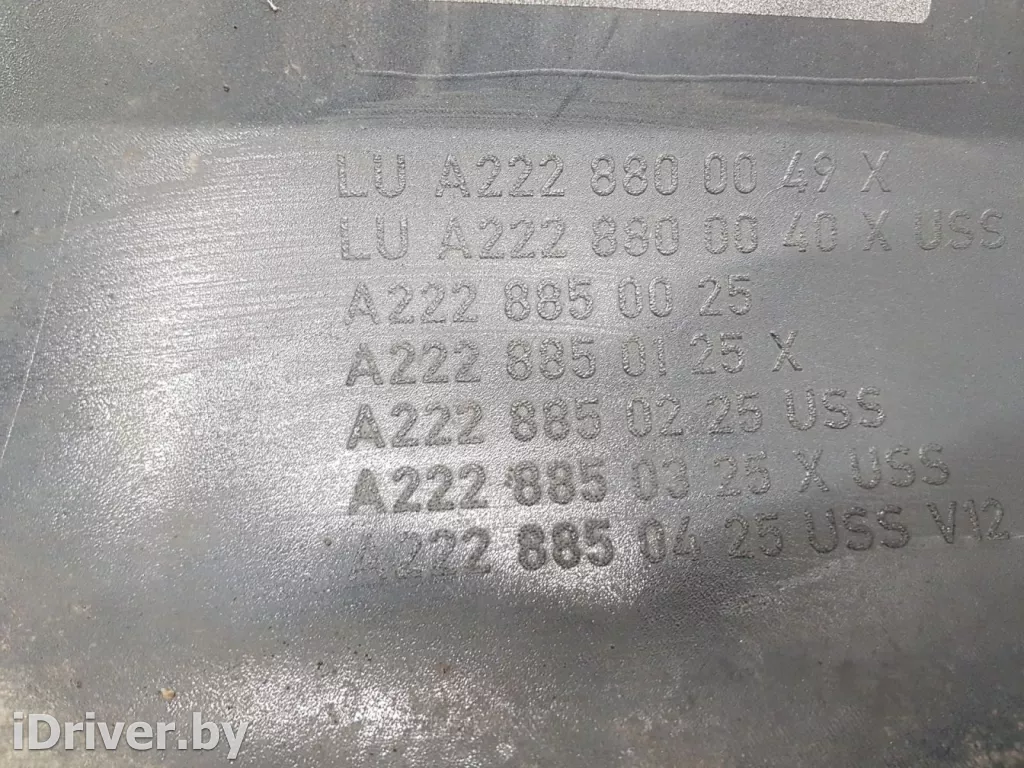 LU A222 880 00 49 X
LU A222 880 00 40 X USS
A222 885 00 25
A222 885 01 25 X
A222 885 02 25 USS
A222 885 03 25 X USS
A222 885 04 25 USS V12
iDriver.by